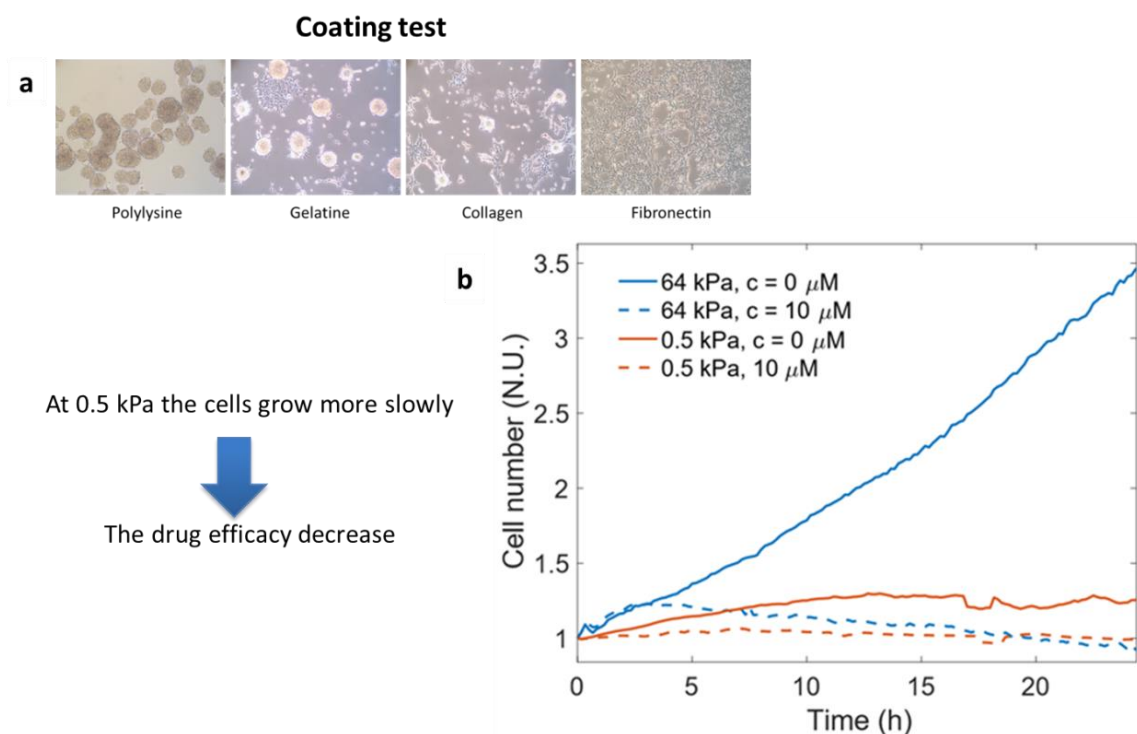 Coating test
a
Polylysine
Gelatine
Collagen
Fibronectin
b
At 0.5 kPa the cells grow more slowly
The drug efficacy decrease
Cell number (N.U.)
3.5
3
2.5
2
1.5
1
64 kPa, c = 0 μM
64 kPa, c = 10 μM
0.5 kPa, c = 0 μM
0.5 kPa, 10 μM
0
5
10
15
20
Time (h)